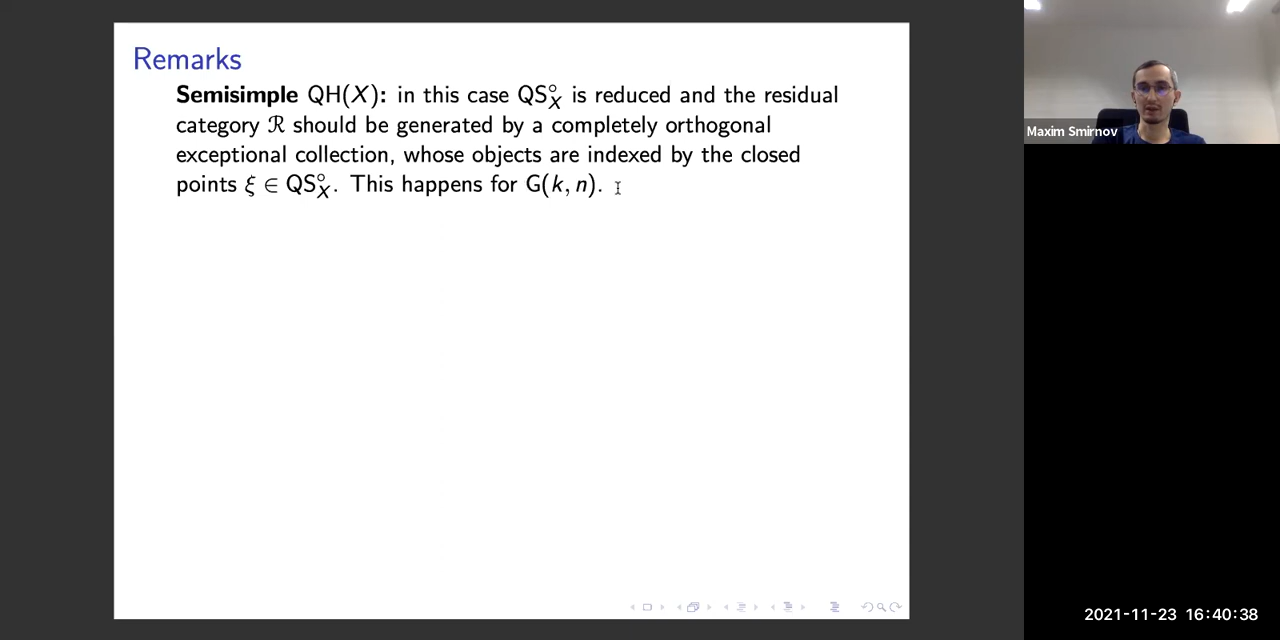 Remarks
Semisimple QH(X): in this case QS°_X is reduced and the residual
category ℛ should be generated by a completely orthogonal
exceptional collection, whose objects are indexed by the closed
points ξ ∈ QS°_X. This happens for G(k, n).
Maxim Smirnov
2021-11-23 16:40:38